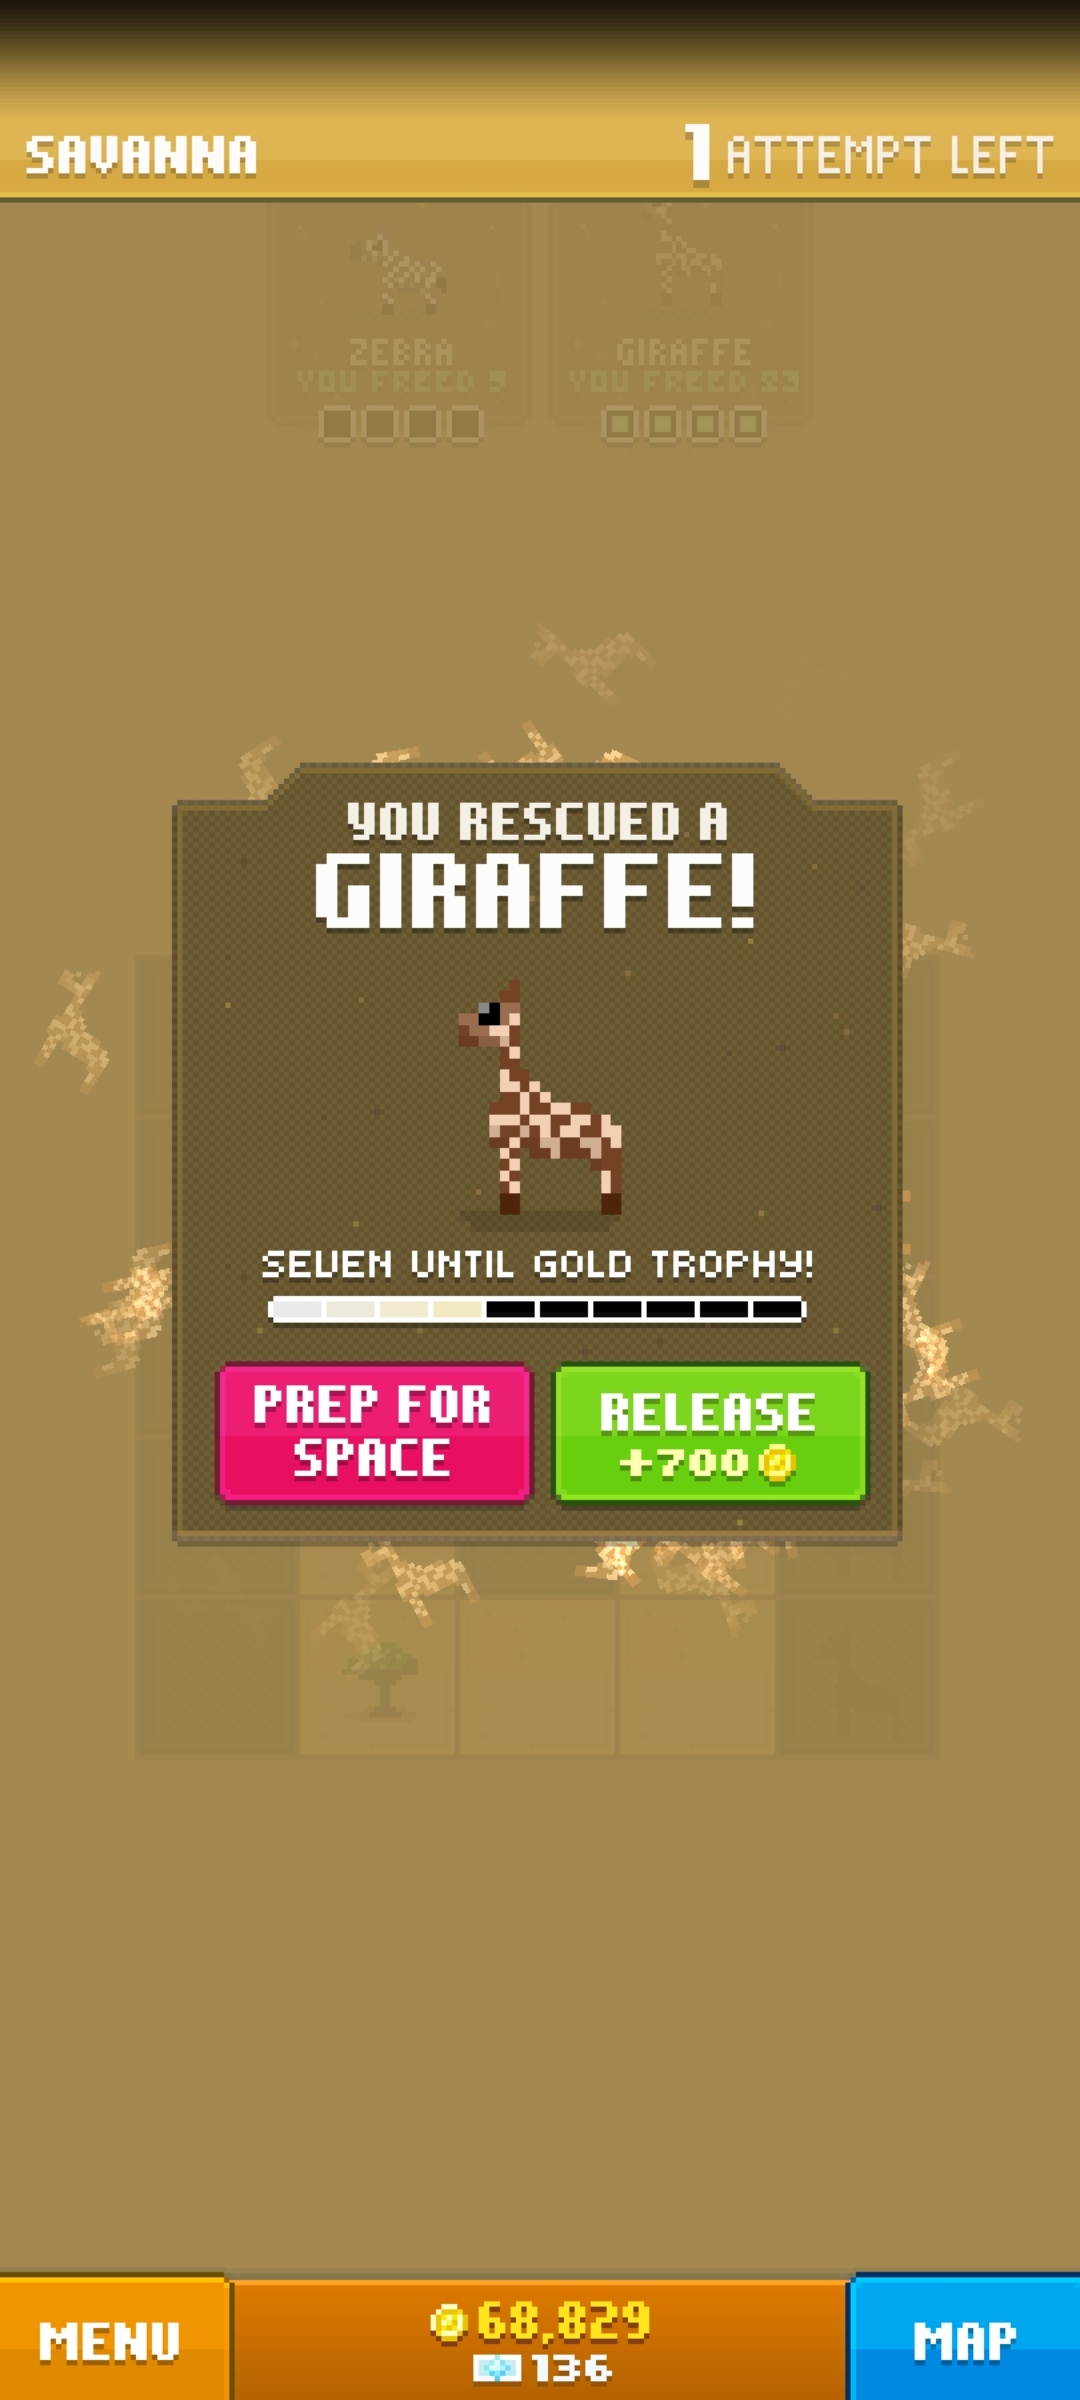 SAVANNA
1 ATTEMPT LEFT
ZEBRA
GIRAFFE
YOU FREED 9
YOU FREED 23
YOU RESCUED A
GIRAFFE!
SEVEN UNTIL GOLD TROPHY!
PREP FOR
SPACE
RELEASE
+700
MENU
68,829
136
MAP